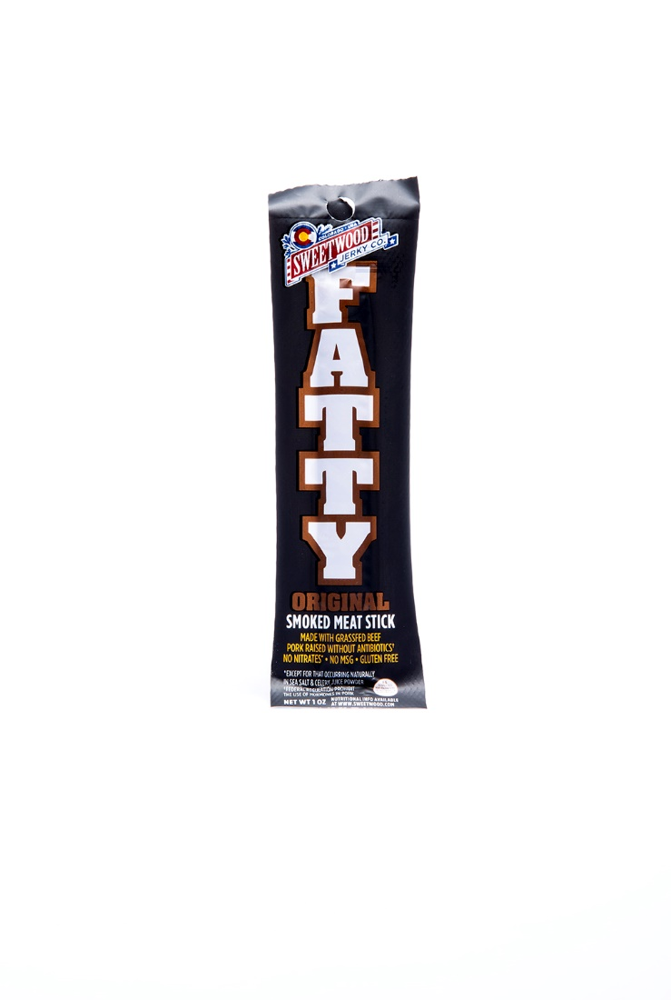 COLORADO • USA
SWEETWOOD
JERKY CO.
FATTY
ORIGINAL
SMOKED MEAT STICK
MADE WITH GRASSFED BEEF
PORK RAISED WITHOUT ANTIBIOTICS†
NO NITRATES* • NO MSG • GLUTEN FREE
*EXCEPT FOR THAT OCCURRING NATURALLY
IN SEA SALT & CELERY JUICE POWDER
†FEDERAL REGULATION PROHIBIT
THE USE OF HORMONES IN PORK
NET WT 1 OZ
NUTRITIONAL INFO AVAILABLE
AT WWW.SWEETWOOD.COM